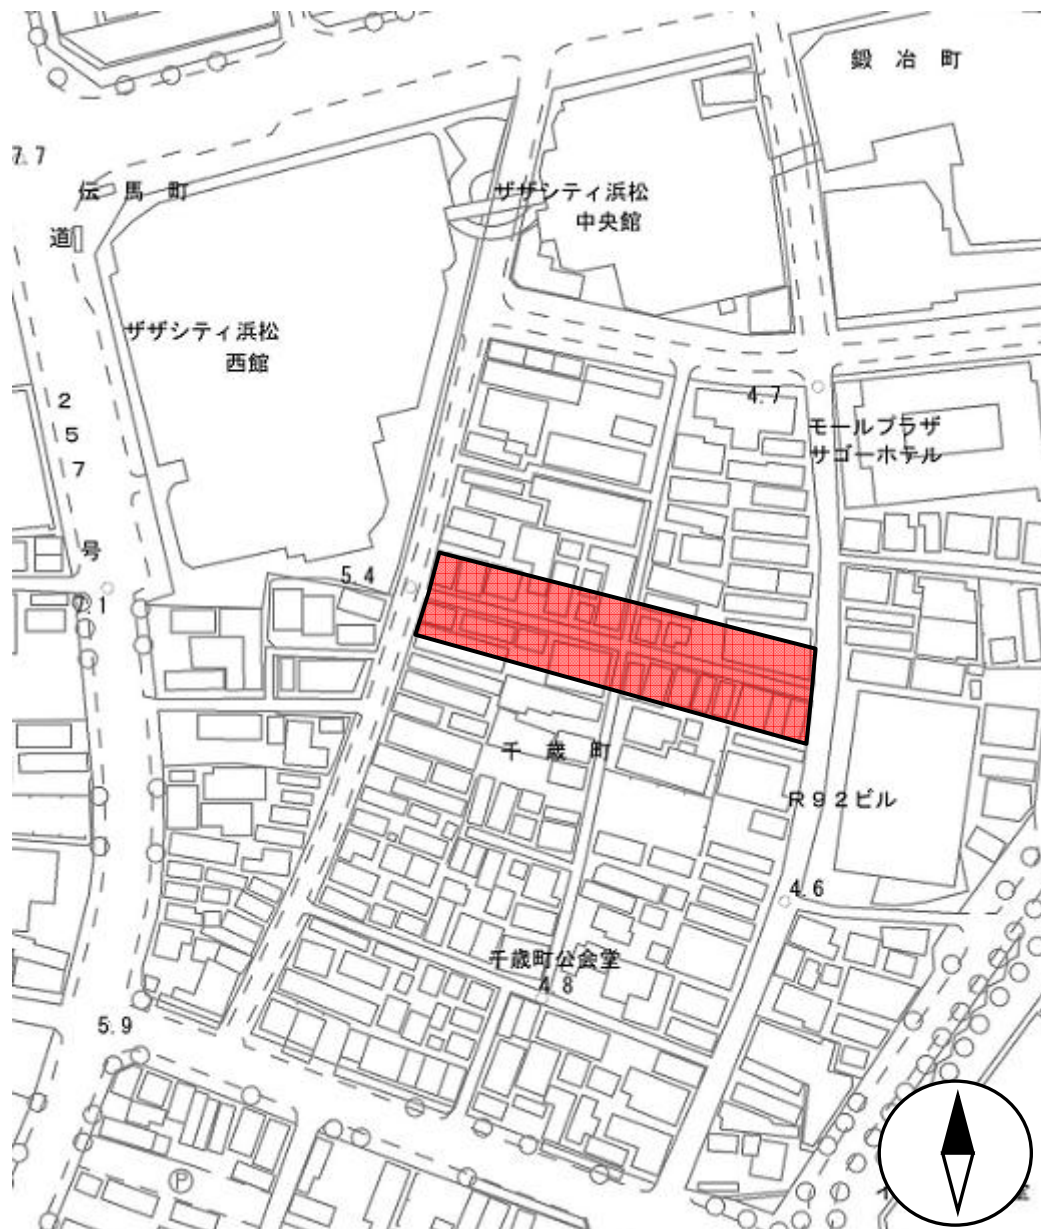 鍛冶町
7.7
伝馬町
ザザシティ浜松
中央館
道
ザザシティ浜松
西館
2
5
7
号
4.7
モールプラザ
サゴーホテル
5.4
千歳町
R92ビル
4.6
千歳町公会堂
4.8
5.9
P